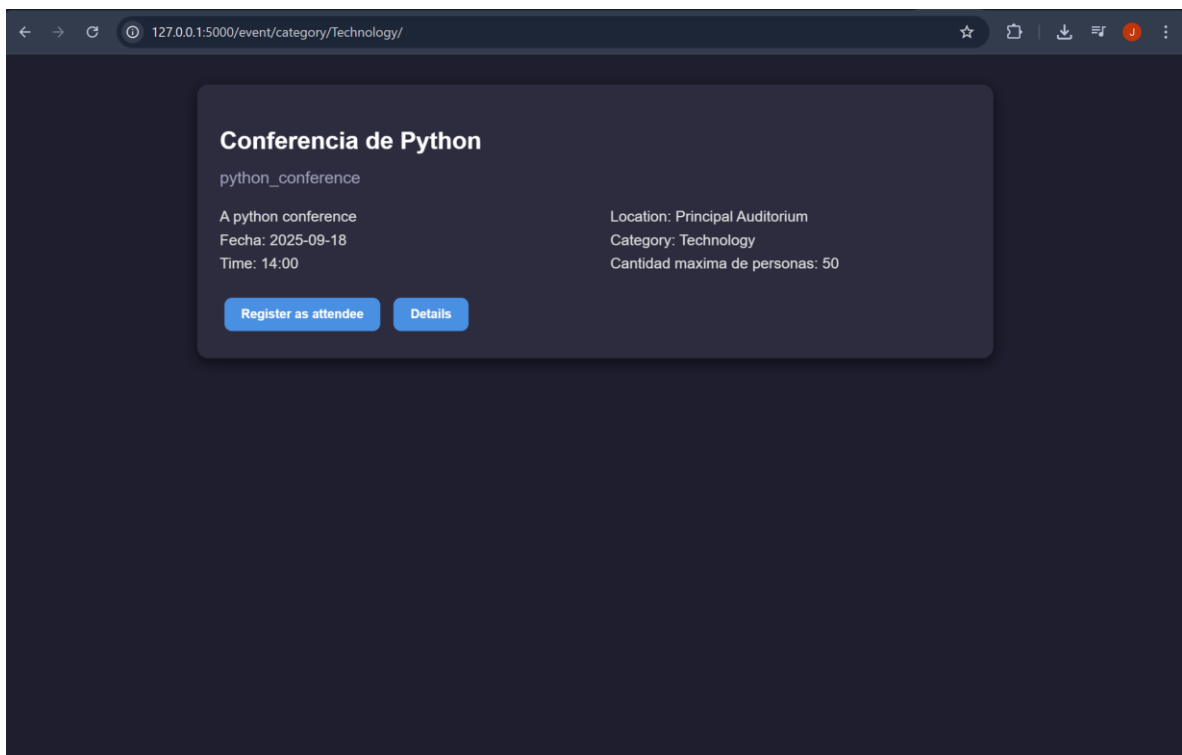 127.0.0.1:5000/event/category/Technology/
J
Conferencia de Python
python_conference
A python conference
Fecha: 2025-09-18
Time: 14:00
Location: Principal Auditorium
Category: Technology
Cantidad maxima de personas: 50
Register as attendee
Details